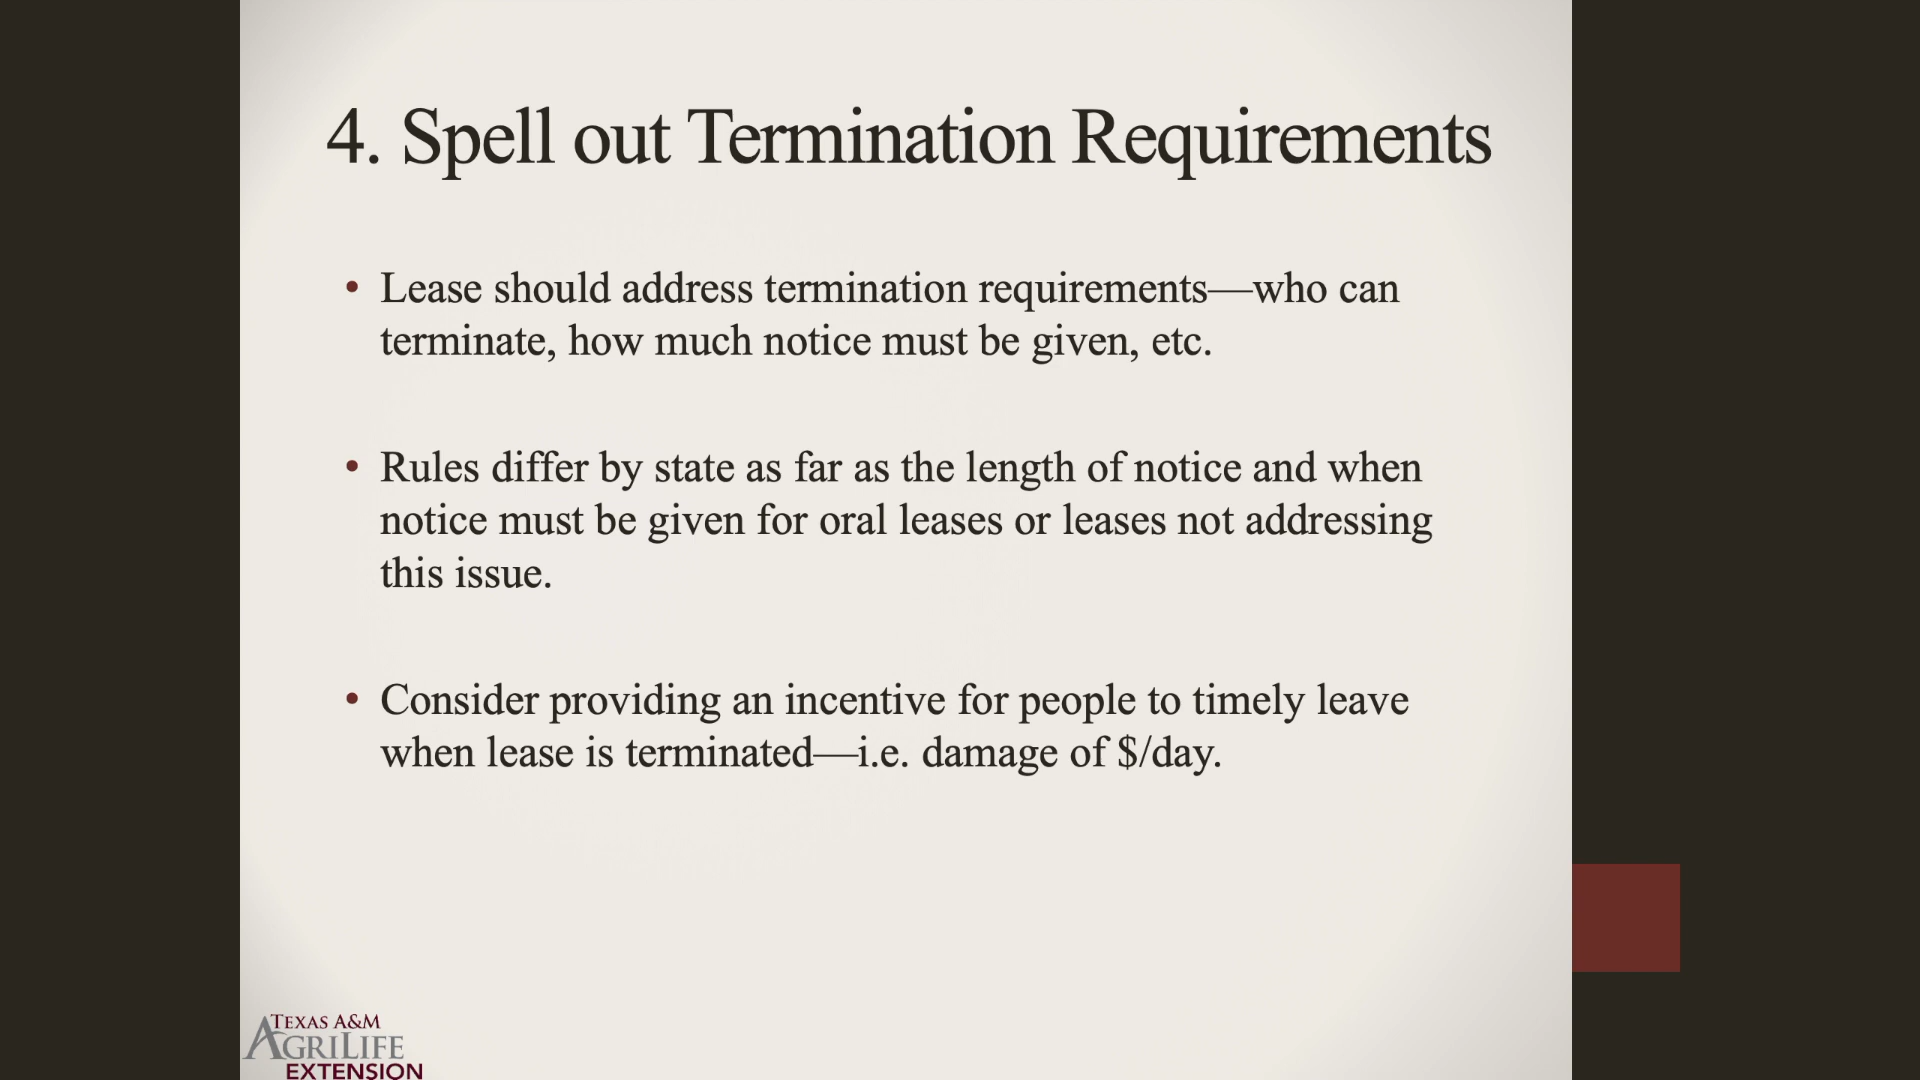 4. Spell out Termination Requirements
• Lease should address termination requirements—who can
terminate, how much notice must be given, etc.
• Rules differ by state as far as the length of notice and when
notice must be given for oral leases or leases not addressing
this issue.
• Consider providing an incentive for people to timely leave
when lease is terminated—i.e. damage of $/day.
TEXAS A&M
AGRILIFE
EXTENSION